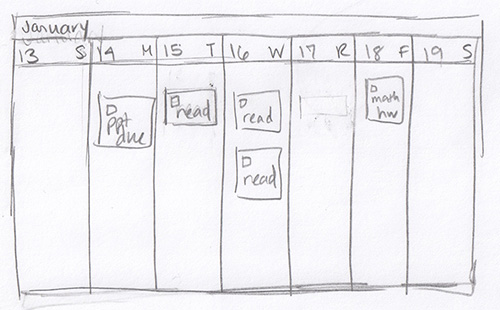 January
13 S 14 M 15 T 16 W 17 R 18 F 19 S
ppt
due
read
read
read
math
hw